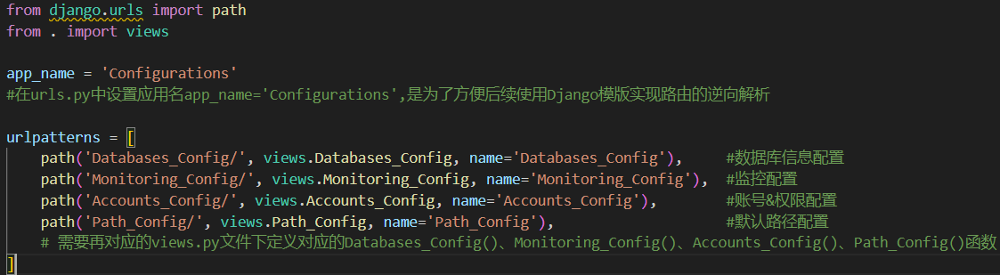 from django.urls import path
from . import views
app_name = 'Configurations'
#在urls.py中设置应用名app_name='Configurations',是为了方便后续使用Django模版实现路由的逆向解析
urlpatterns = [
    path('Databases_Config/', views.Databases_Config, name='Databases_Config'),     #数据库信息配置
    path('Monitoring_Config/', views.Monitoring_Config, name='Monitoring_Config'),  #监控配置
    path('Accounts_Config/', views.Accounts_Config, name='Accounts_Config'),        #账号&权限配置
    path('Path_Config/', views.Path_Config, name='Path_Config'),                    #默认路径配置
    # 需要再对应的views.py文件下定义对应的Databases_Config()、Monitoring_Config()、Accounts_Config()、Path_Config()函数
]